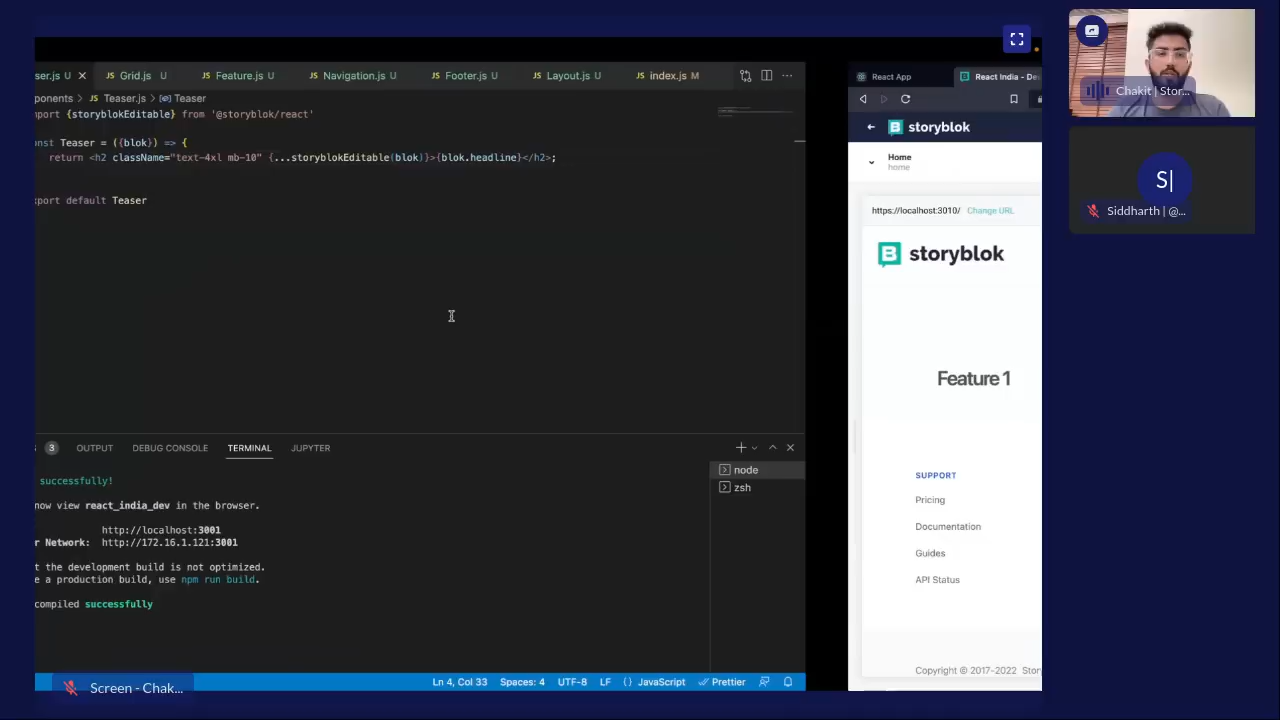 ser.js U
Grid.js U
Feature.js U
Navigation.js U
Footer.js U
Layout.js U
index.js M
ponents > Teaser.js > Teaser
mport {storyblokEditable} from '@storyblok/react'
onst Teaser = ({blok}) => {
return <h2 className="text-4xl mb-10" {...storyblokEditable(blok)}>{blok.headline}</h2>;
xport default Teaser
3 OUTPUT DEBUG CONSOLE TERMINAL JUPYTER
node
zsh
successfully!
now view react_india_dev in the browser.
http://localhost:3001
r Network: http://172.16.1.121:3001
t the development build is not optimized.
e a production build, use npm run build.
compiled successfully
Ln 4, Col 33 Spaces: 4 UTF-8 LF {} JavaScript Prettier
Screen - Chak...
React App
React India - De
storyblok
Home
home
https://localhost:3010/ Change URL
storyblok
Feature 1
SUPPORT
Pricing
Documentation
Guides
API Status
Copyright © 2017-2022 Story
Chakit | Stor...
S|
Siddharth | @...